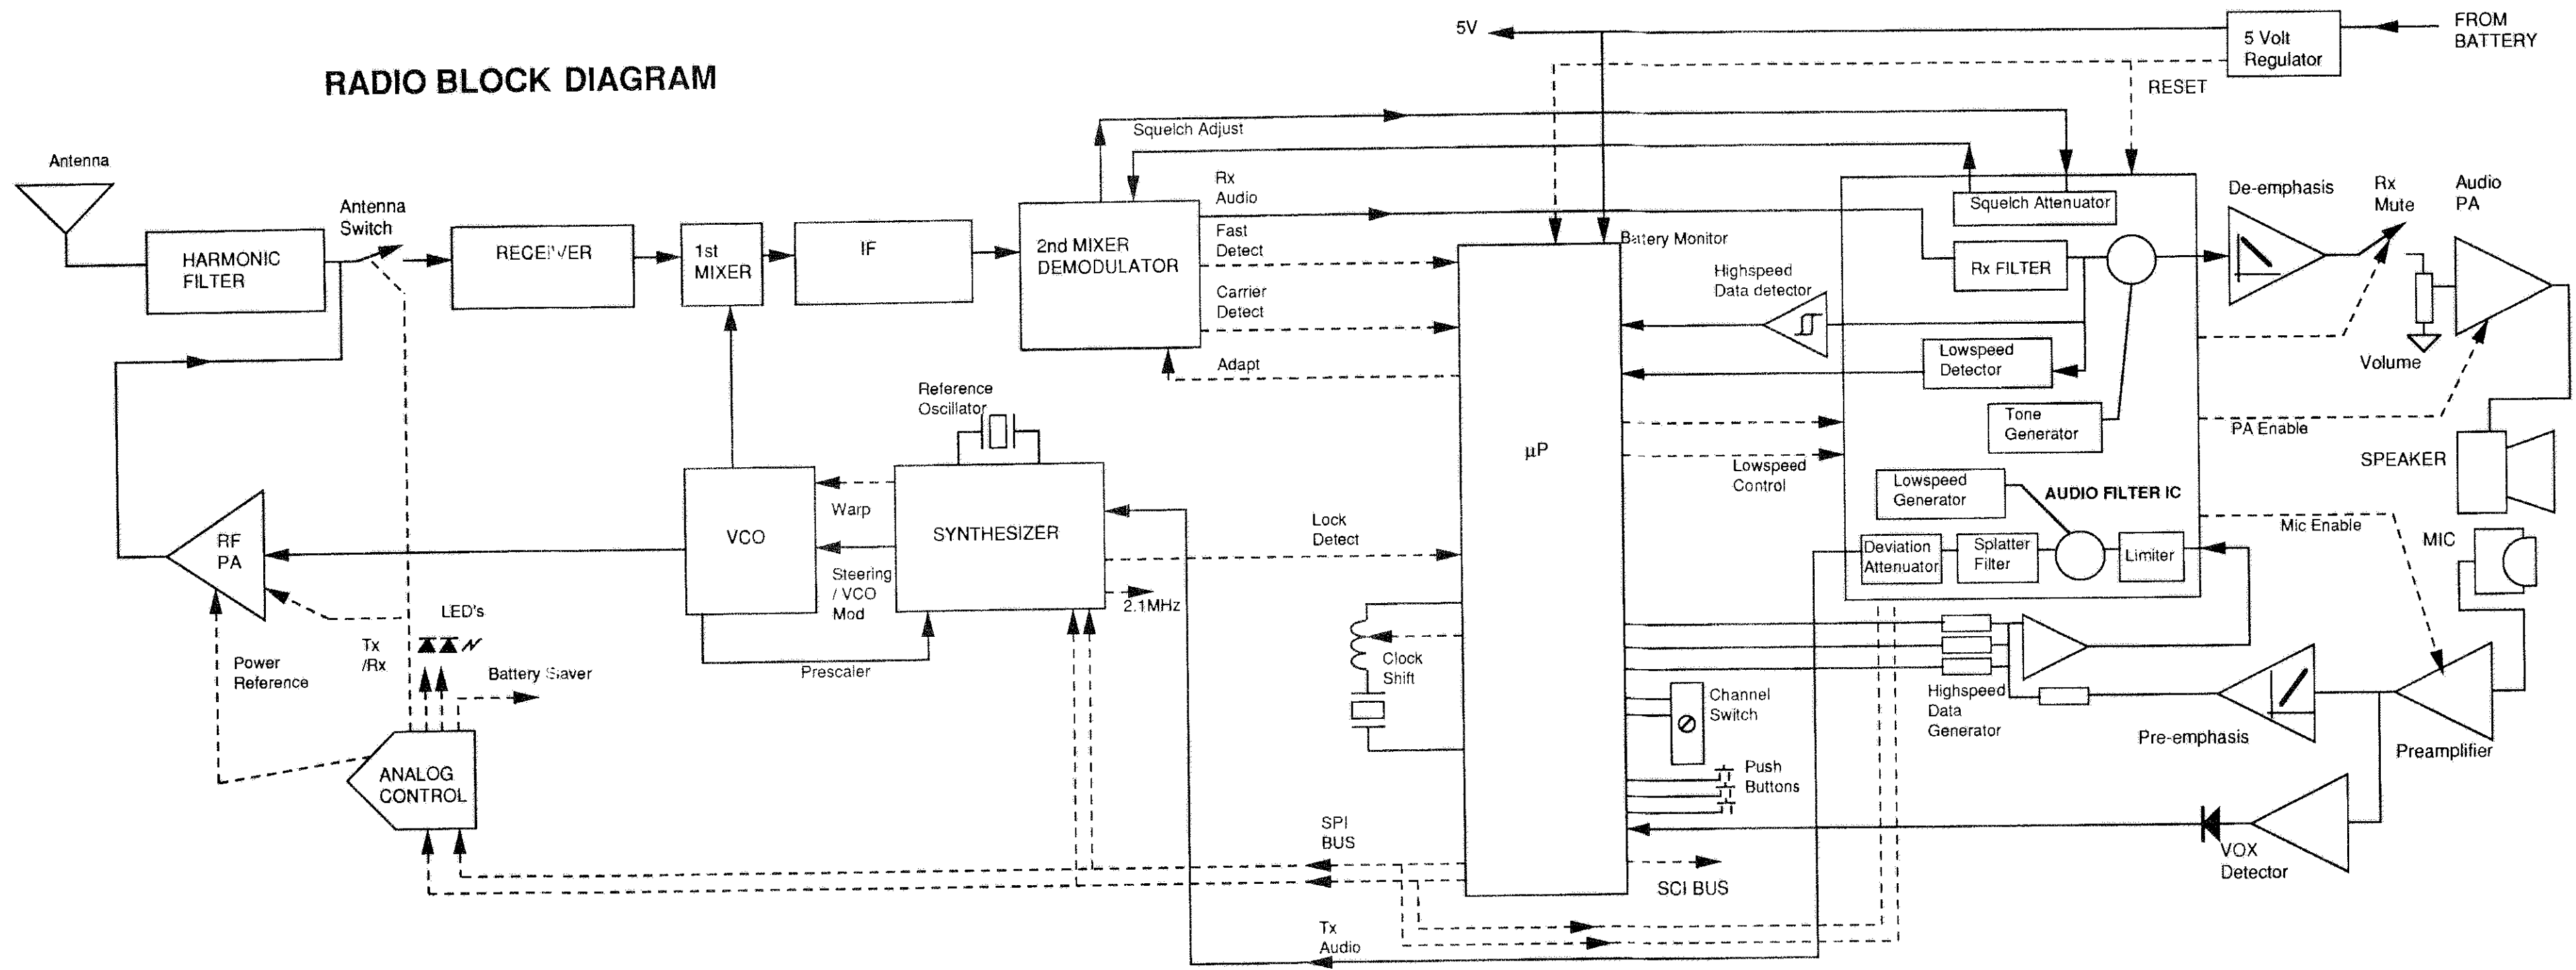 RADIO BLOCK DIAGRAM
5V
5 Volt
Regulator
FROM
BATTERY
RESET
Antenna
HARMONIC
FILTER
Antenna
Switch
RECEIVER
1st
MIXER
IF
2nd MIXER
DEMODULATOR
Squelch Adjust
Rx
Audio
Fast
Detect
Carrier
Detect
Adapt
Battery Monitor
Highspeed
Data detector
Squelch Attenuator
Rx FILTER
Lowspeed
Detector
Tone
Generator
Lowspeed
Generator
AUDIO FILTER IC
Deviation
Attenuator
Splatter
Filter
Limiter
De-emphasis
Rx
Mute
Audio
PA
Volume
PA Enable
SPEAKER
Mic Enable
MIC
Reference
Oscillator
VCO
Warp
SYNTHESIZER
Steering
/ VCO
Mod
Lock
Detect
2.1MHz
Prescaler
µP
Lowspeed
Control
RF
PA
LED's
Tx
/Rx
Power
Reference
Battery Saver
ANALOG
CONTROL
Clock
Shift
Channel
Switch
Push
Buttons
Highspeed
Data
Generator
Pre-emphasis
Preamplifier
VOX
Detector
SPI
BUS
SCI BUS
Tx
Audio